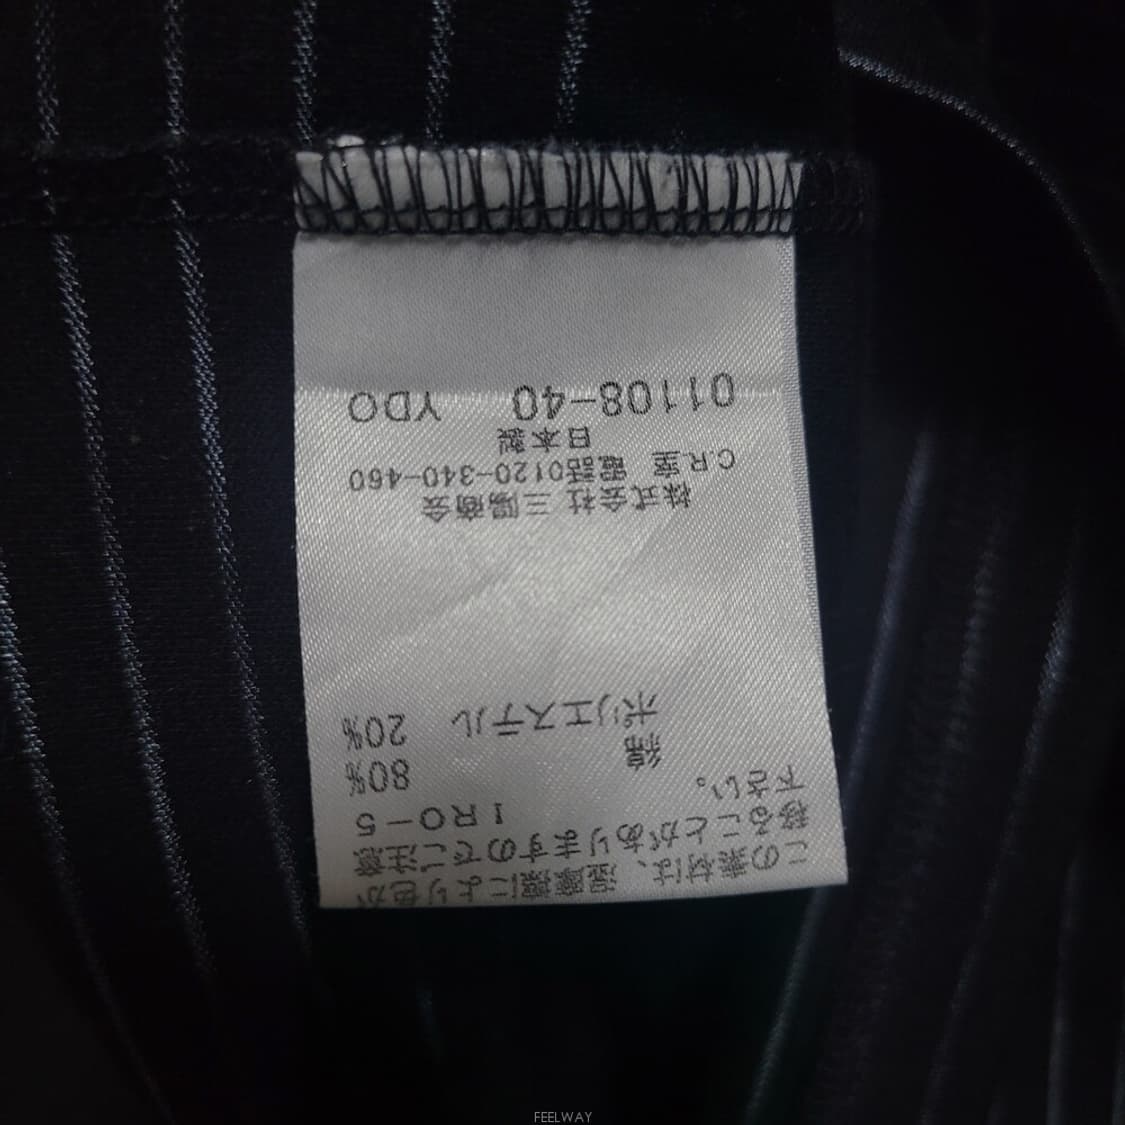 この素材は、湿摩擦により色が
移ることがありますのでご注意
下さい。
1RO-5
綿 80%
ポリエステル 20%
株式会社 三陽商会
C.R.室 電話0120-340-460
日本製
01108-40 YDO
FEELWAY